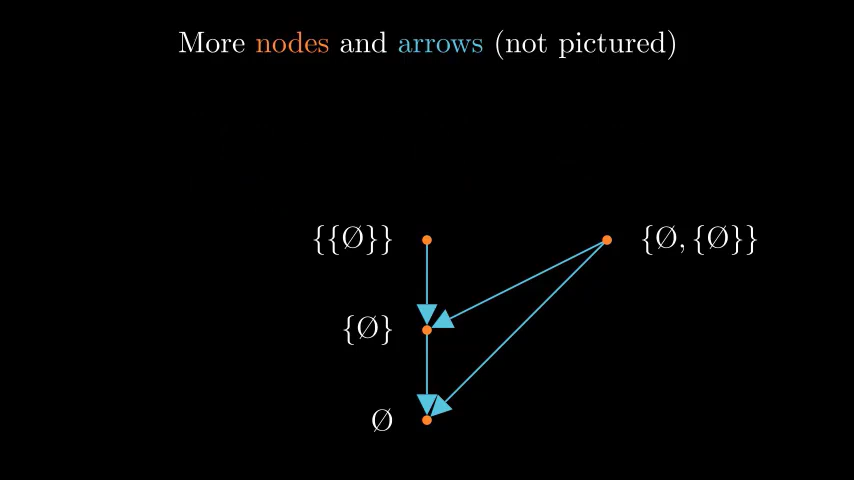 More nodes and arrows (not pictured)
{{Ø}}
{Ø,{Ø}}
{Ø}
Ø